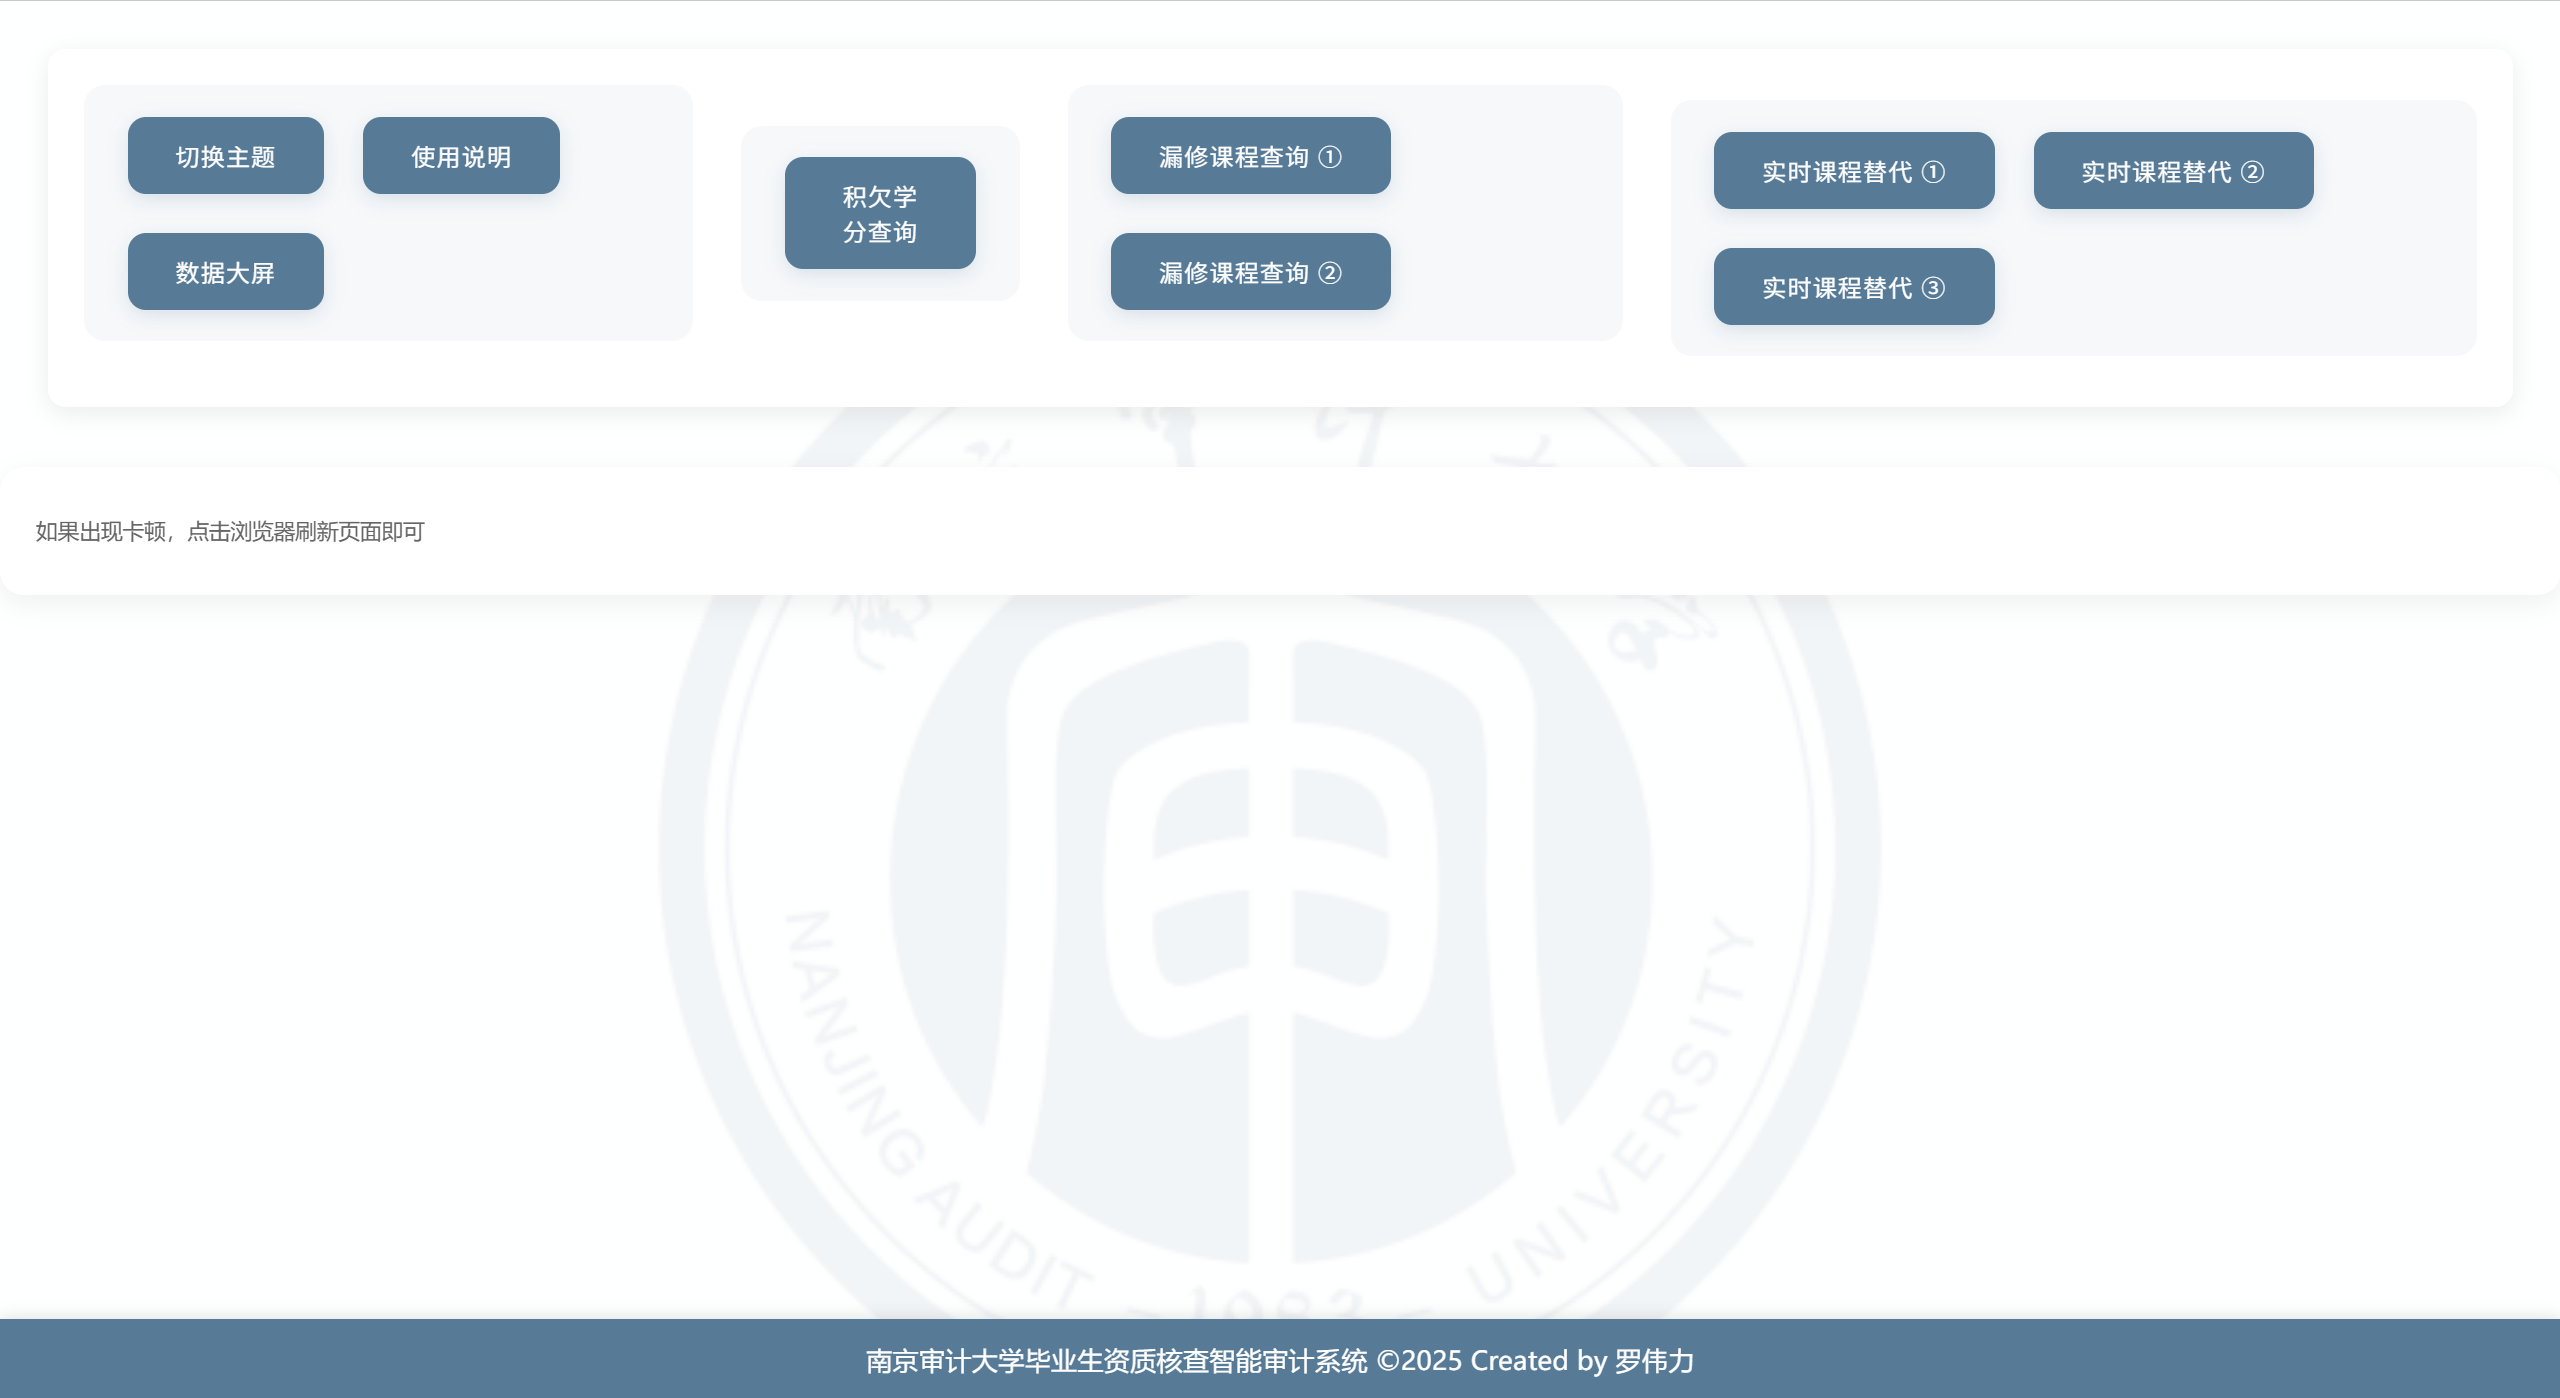 切换主题
使用说明
数据大屏
积欠学
分查询
漏修课程查询 ①
漏修课程查询 ②
实时课程替代 ①
实时课程替代 ②
实时课程替代 ③
如果出现卡顿，点击浏览器刷新页面即可
NANJING AUDIT UNIVERSITY
南京审计大学毕业生资质核查智能审计系统 ©2025 Created by 罗伟力